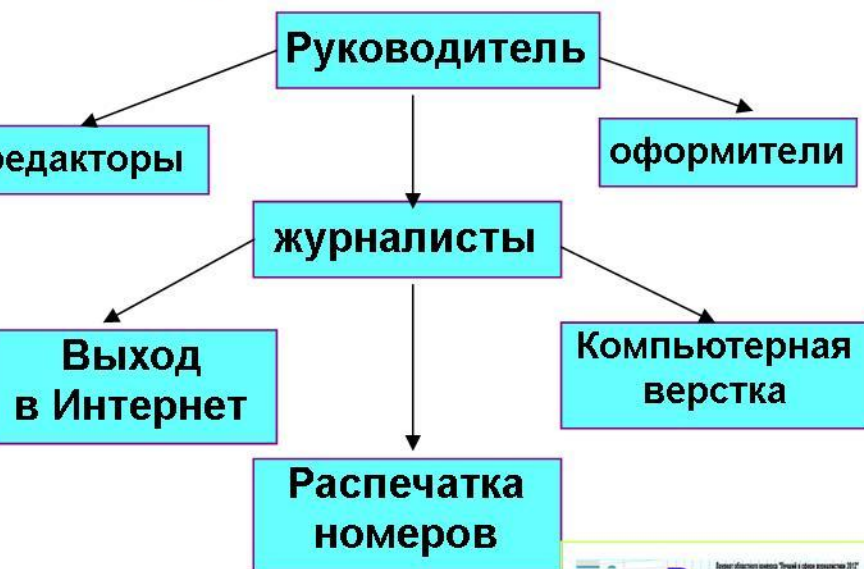 Руководитель
редакторы
оформители
журналисты
Выход
в Интернет
Компьютерная
верстка
Распечатка
номеров